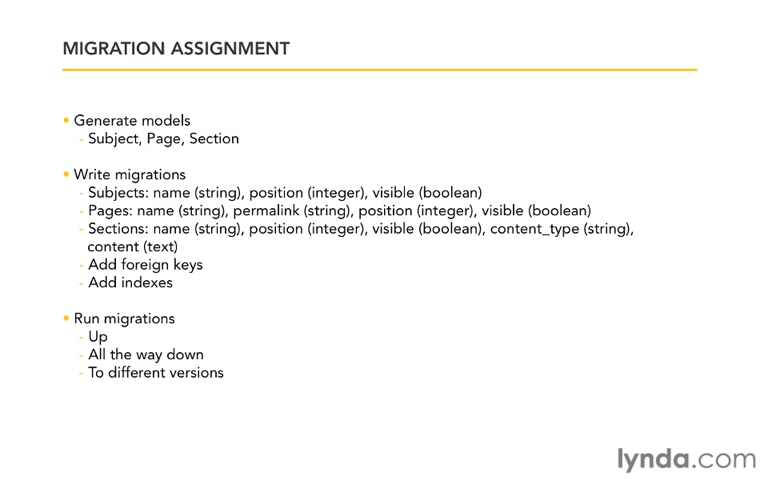 MIGRATION ASSIGNMENT
• Generate models
- Subject, Page, Section
• Write migrations
- Subjects: name (string), position (integer), visible (boolean)
- Pages: name (string), permalink (string), position (integer), visible (boolean)
- Sections: name (string), position (integer), visible (boolean), content_type (string),
content (text)
- Add foreign keys
- Add indexes
• Run migrations
- Up
- All the way down
- To different versions
lynda.com